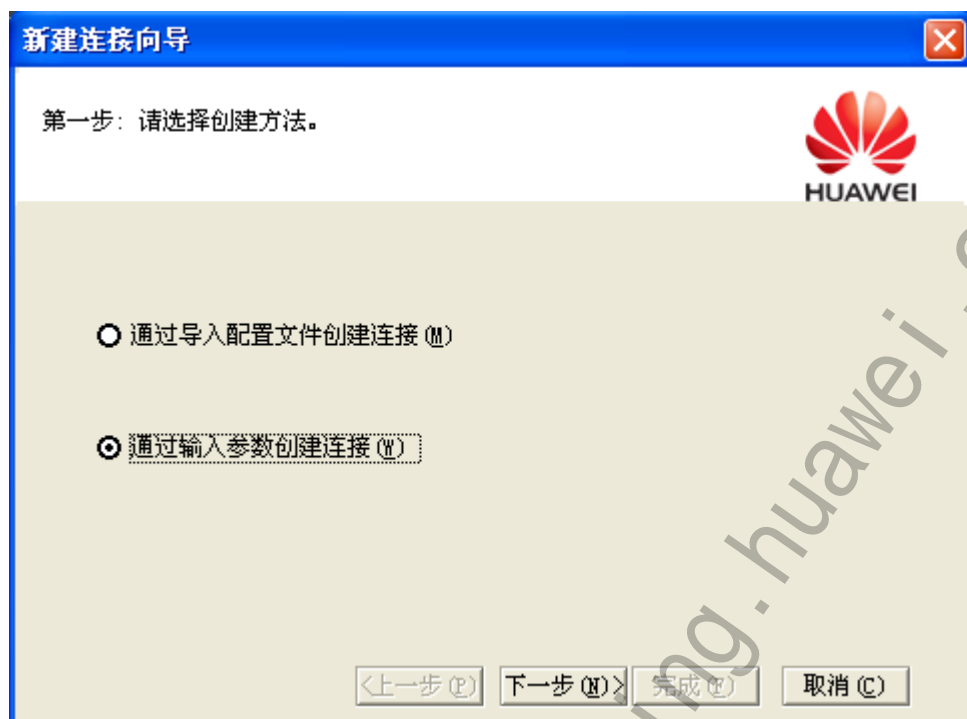 新建连接向导
第一步: 请选择创建方法。
HUAWEI
通过导入配置文件创建连接(M)
通过输入参数创建连接(W)
<上一步(P) 下一步(N)> 完成(F) 取消(C)
ng.huawei.